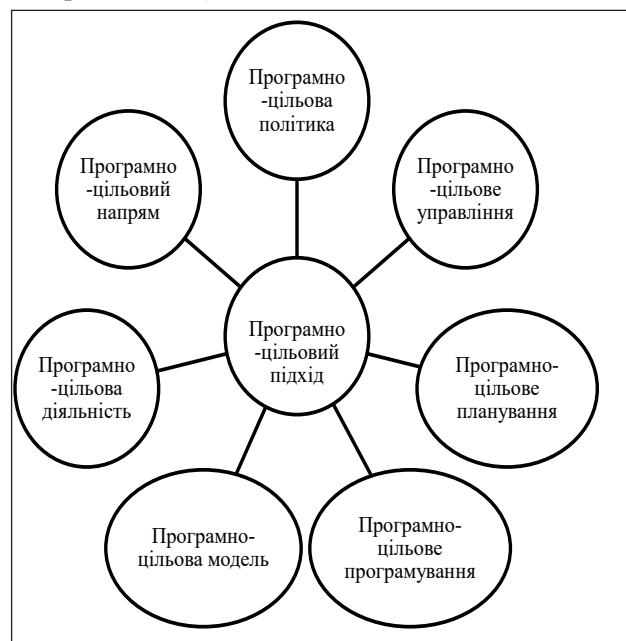 Програмно
-цільова
політика
Програмно
-цільове
управління
Програмно-
цільове
планування
Програмно-
цільове
програмування
Програмно-
цільова модель
Програмно
-цільова
діяльність
Програмно
-цільовий
напрям
Програмно
-цільовий
підхід